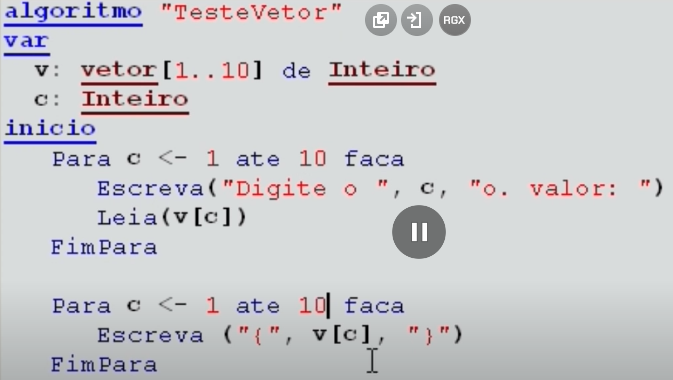 algoritmo "TesteVetor"
RGX
var
v: vetor[1..10] de Inteiro
c: Inteiro
inicio
Para c <- 1 ate 10 faca
Escreva("Digite o ", c, "o. valor: ")
Leia(v[c])
FimPara
Para c <- 1 ate 10 faca
Escreva ("{", v[c], "}")
FimPara